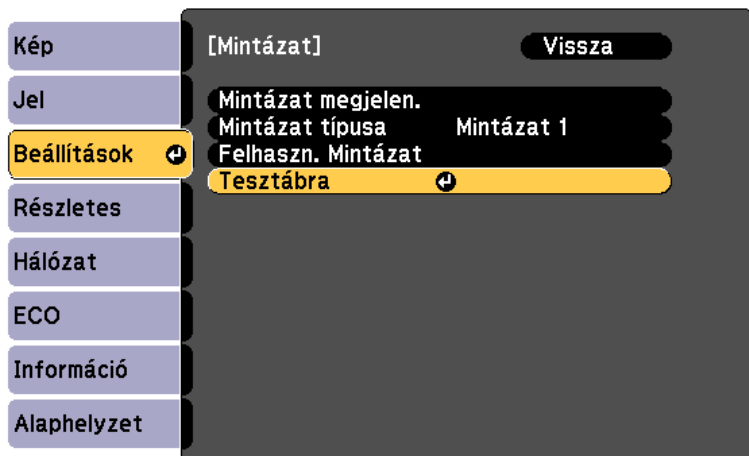 Kép
Jel
Beállítások
Részletes
Hálózat
ECO
Információ
Alaphelyzet
[Mintázat]
Vissza
Mintázat megjelen.
Mintázat típusa Mintázat 1
Felhaszn. Mintázat
Tesztábra